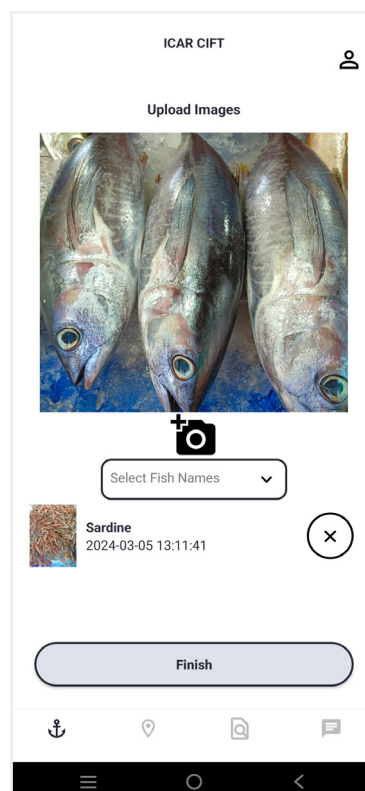 ICAR CIFT
Upload Images
Select Fish Names
Sardine
2024-03-05 13:11:41
Finish